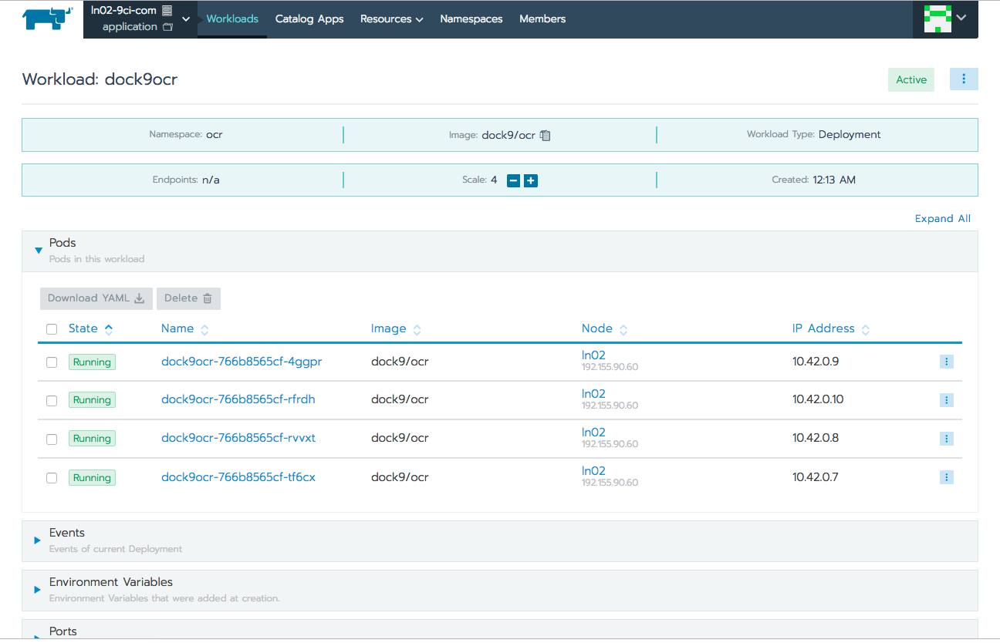 ln02-9ci-com
application
Workloads Catalog Apps Resources Namespaces Members
Workload: dock9ocr
Active
Namespace: ocr Image: dock9/ocr Workload Type: Deployment
Endpoints: n/a Scale: 4 Created: 12:13 AM
Expand All
Pods
Pods in this workload
Download YAML Delete
State Name Image Node IP Address
Running dock9ocr-766b8565cf-4ggpr dock9/ocr ln02 10.42.0.9
192.155.90.60
Running dock9ocr-766b8565cf-rfrdh dock9/ocr ln02 10.42.0.10
192.155.90.60
Running dock9ocr-766b8565cf-rvvxt dock9/ocr ln02 10.42.0.8
192.155.90.60
Running dock9ocr-766b8565cf-tf6cx dock9/ocr ln02 10.42.0.7
192.155.90.60
Events
Events of current Deployment
Environment Variables
Environment Variables that were added at creation.
Ports